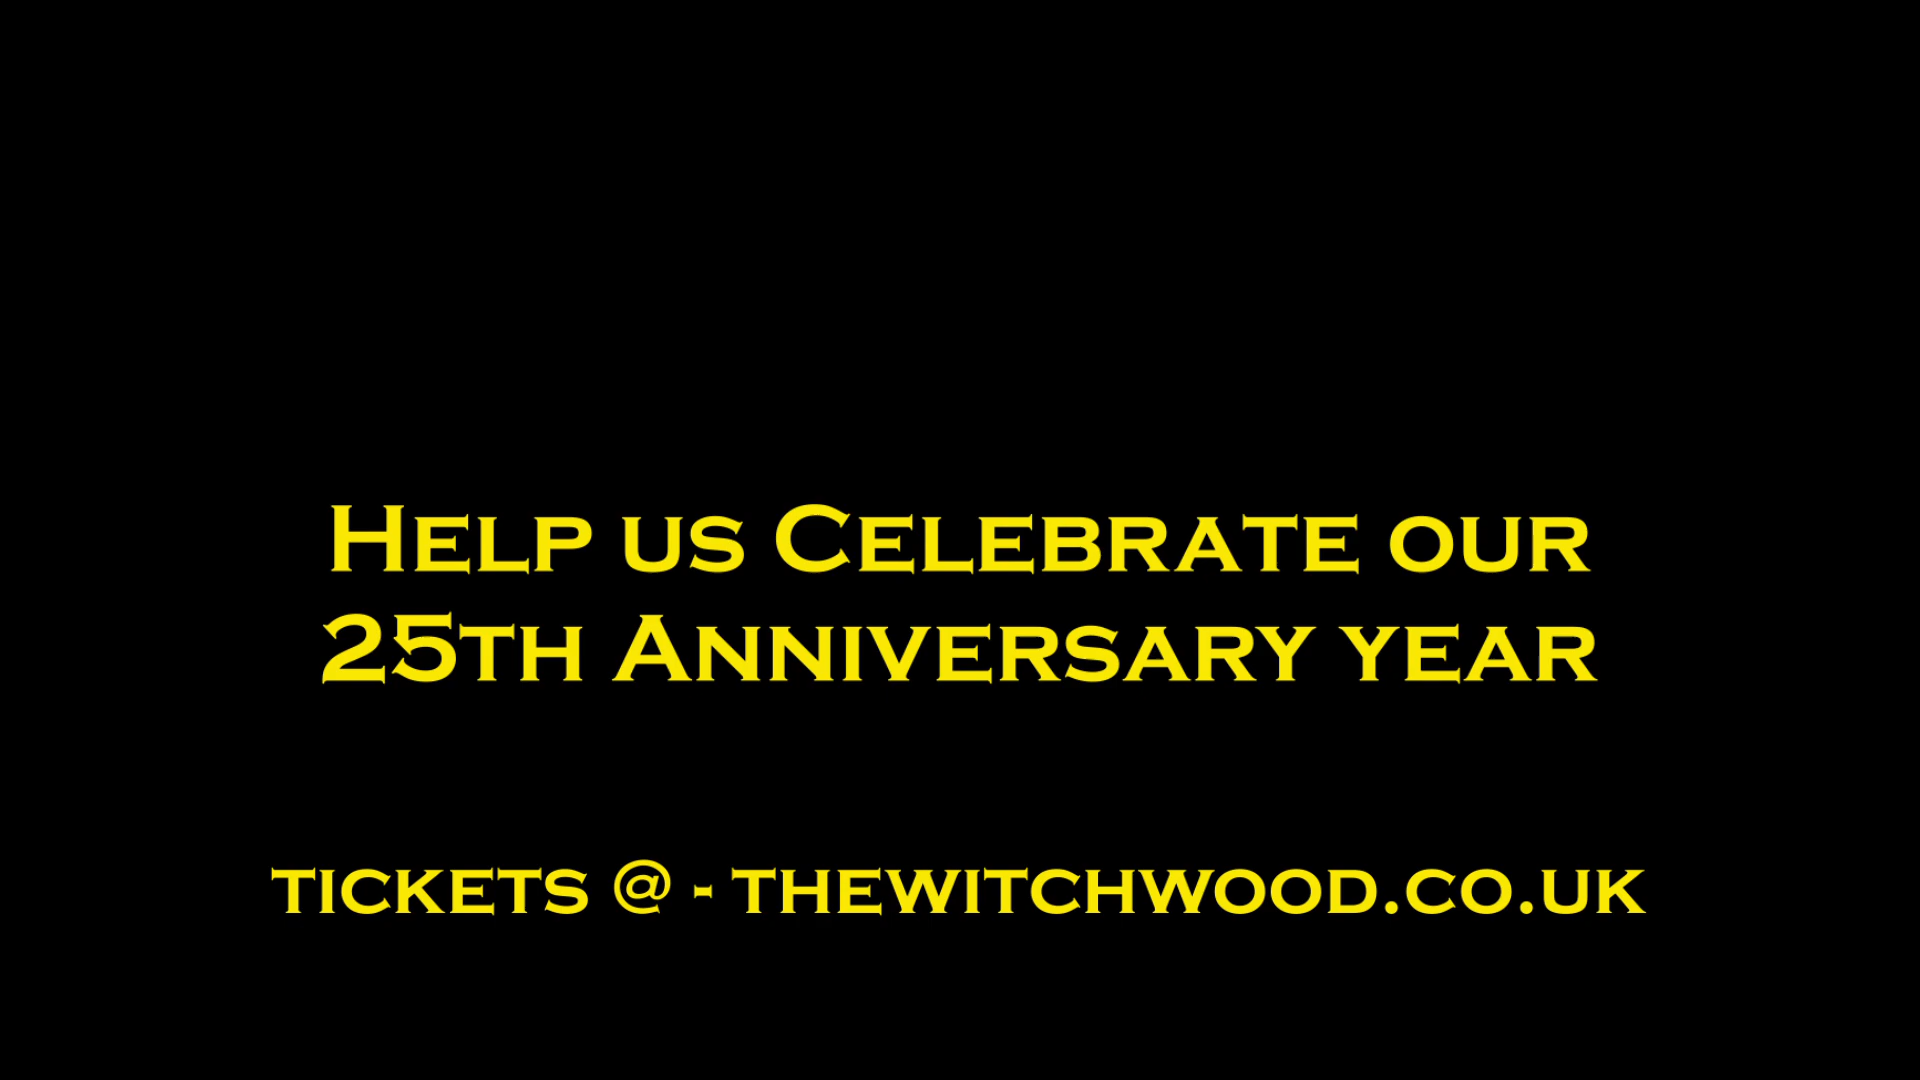 Help us Celebrate our
25th Anniversary year
tickets @ - thewitchwood.co.uk